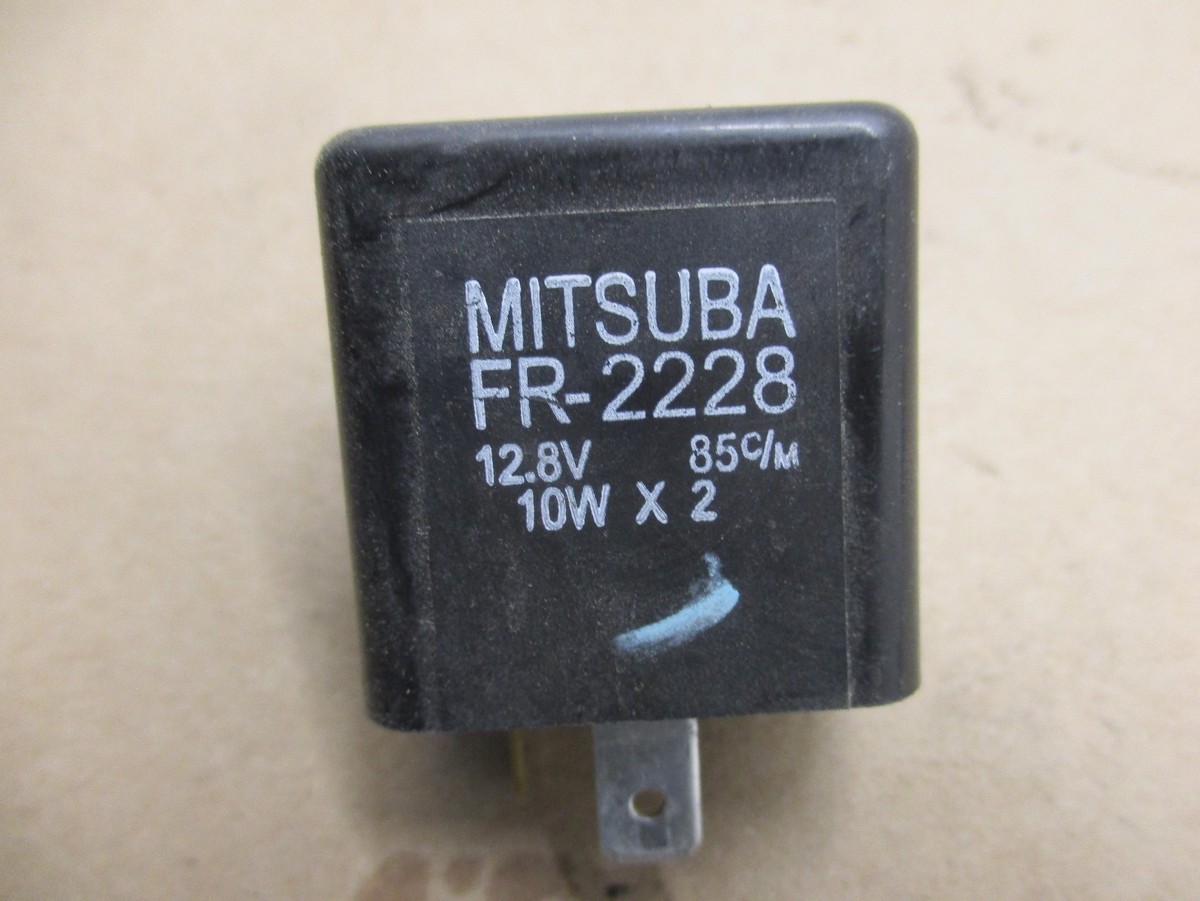 MITSUBA
FR-2228
12.8V 85c/M
10W X 2